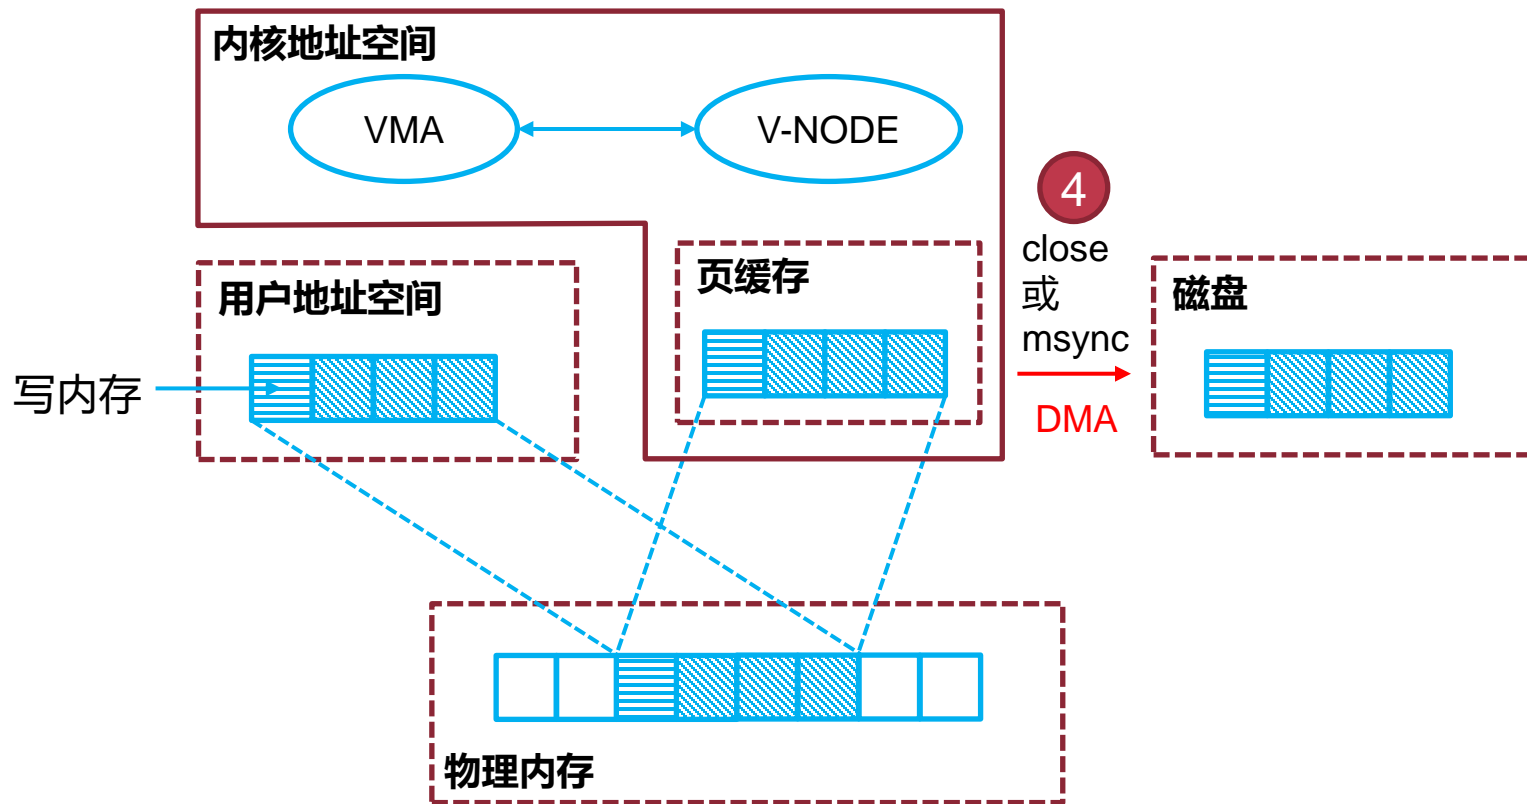 内核地址空间
VMA
V-NODE
4
close
或
msync
DMA
页缓存
用户地址空间
磁盘
写内存
物理内存